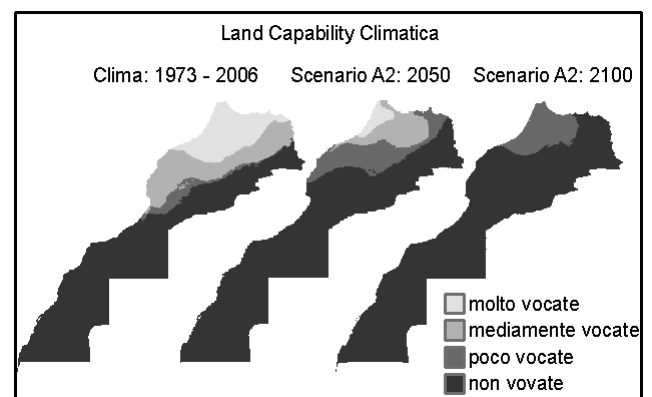 Land Capability Climatica
Clima: 1973 - 2006 Scenario A2: 2050 Scenario A2: 2100
molto vocate
mediamente vocate
poco vocate
non vovate